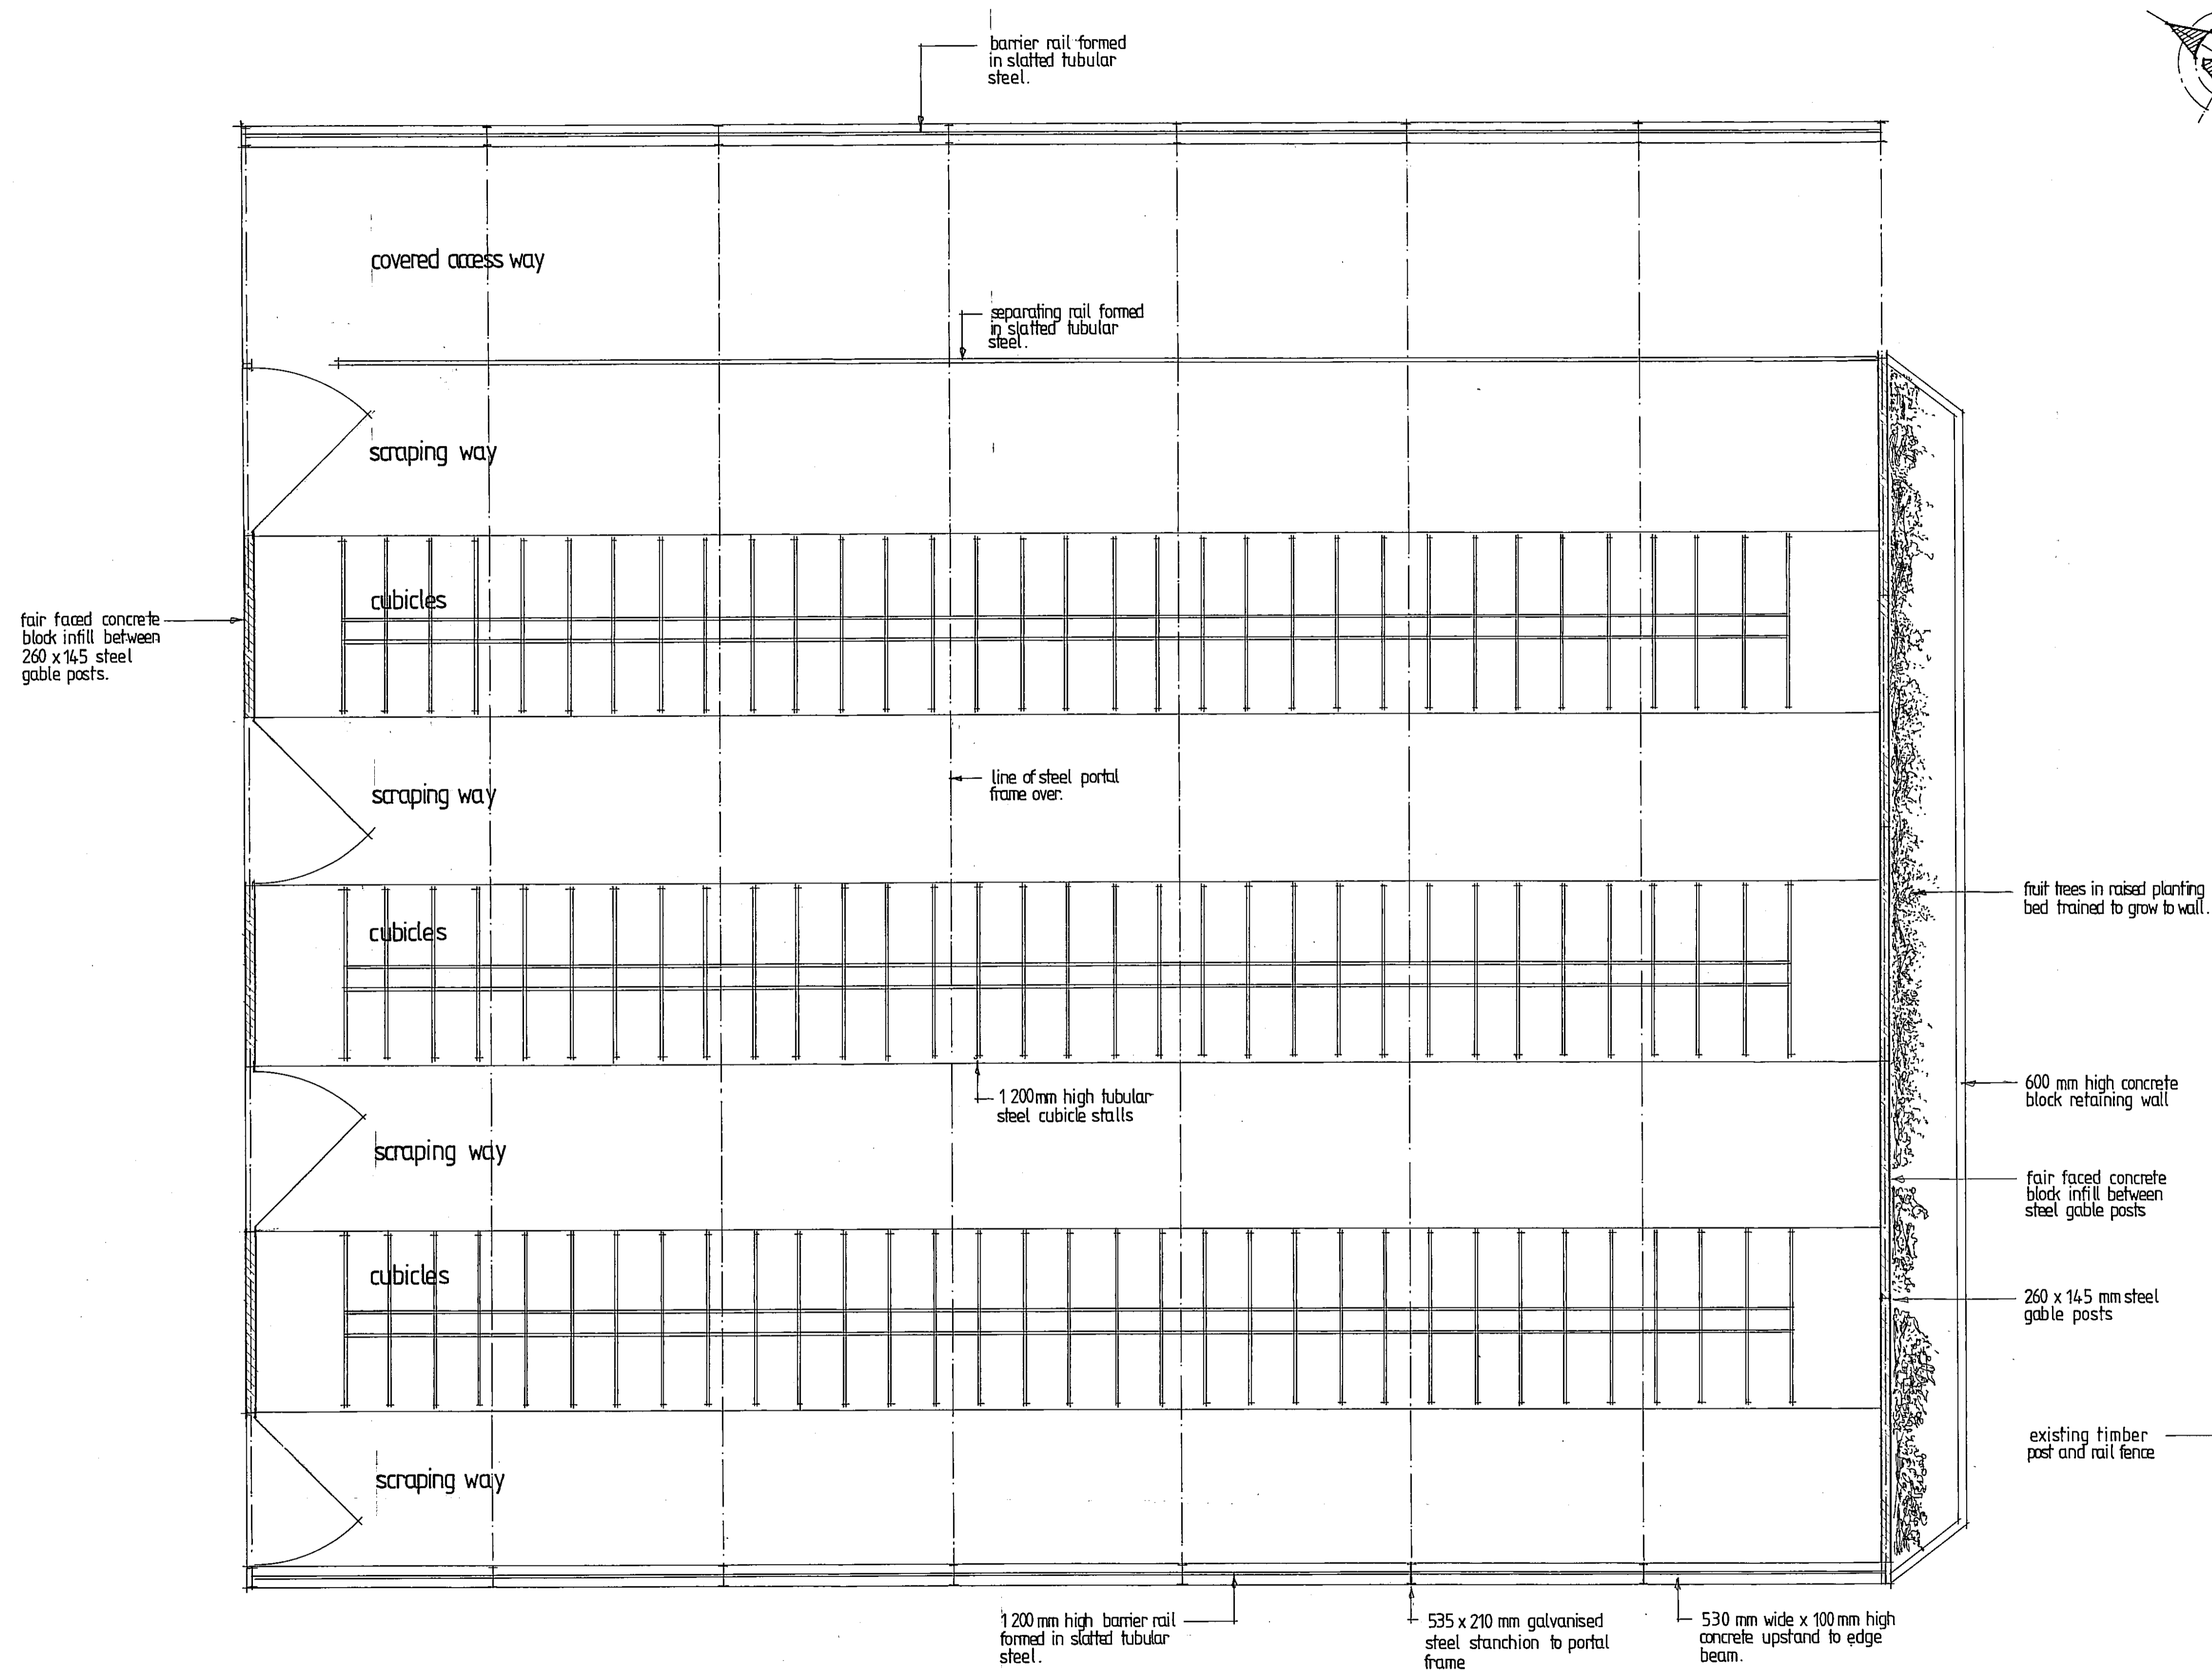 barrier rail formed
in slatted tubular
steel.
covered access way
separating rail formed
in slatted tubular
steel.
scraping way
cubicles
fair faced concrete
block infill between
260 x 145 steel
gable posts.
scraping way
line of steel portal
frame over.
fruit trees in raised planting
bed trained to grow to wall.
cubicles
1 200mm high tubular
steel cubicle stalls
600 mm high concrete
block retaining wall
scraping way
fair faced concrete
block infill between
steel gable posts
cubicles
260 x 145 mm steel
gable posts
existing timber
post and rail fence
scraping way
1 200 mm high barrier rail
formed in slatted tubular
steel.
535 x 210 mm galvanised
steel stanchion to portal
frame
530 mm wide x 100mm high
concrete upstand to edge
beam.